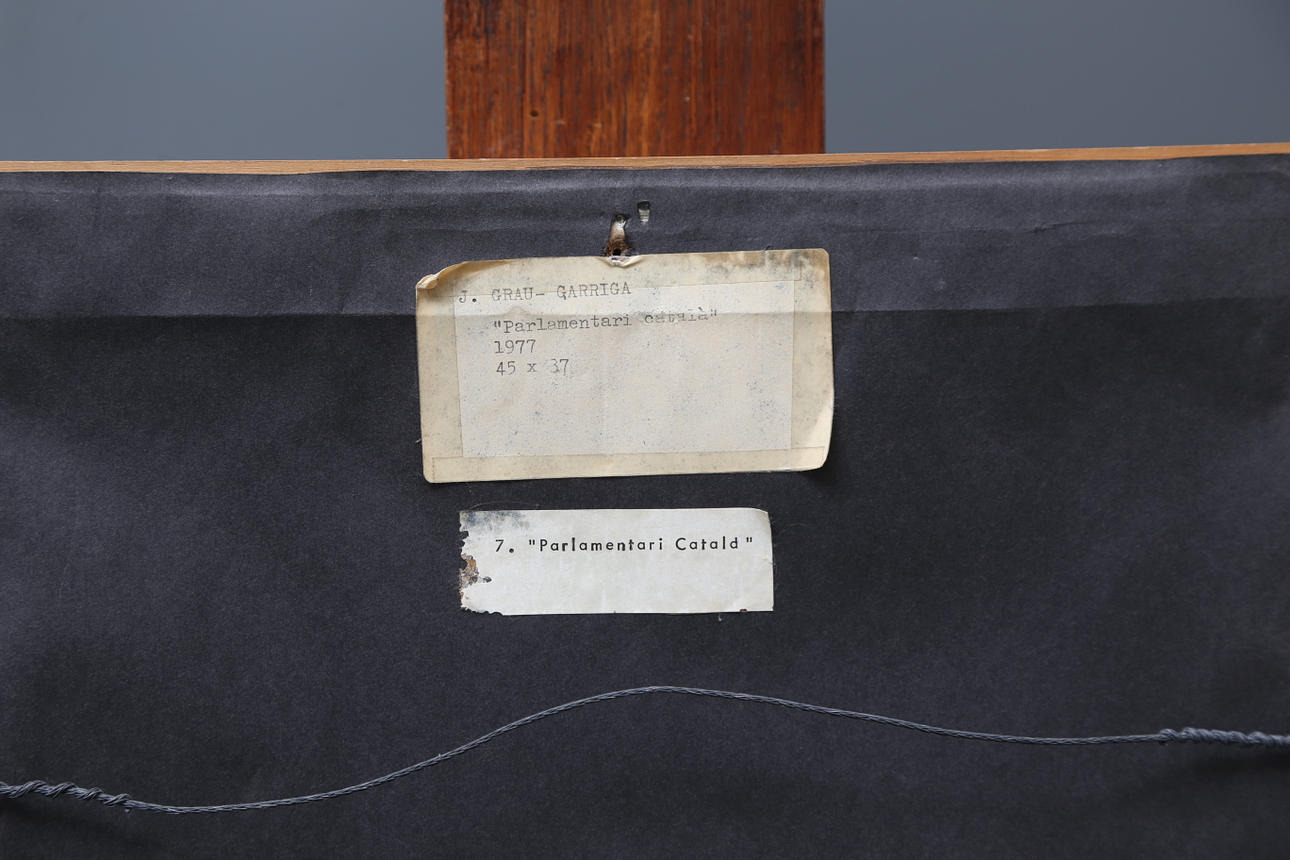 J. GRAU- GARRIGA
"Parlamentari català"
1977
45 x 37
7. "Parlamentari Catald"